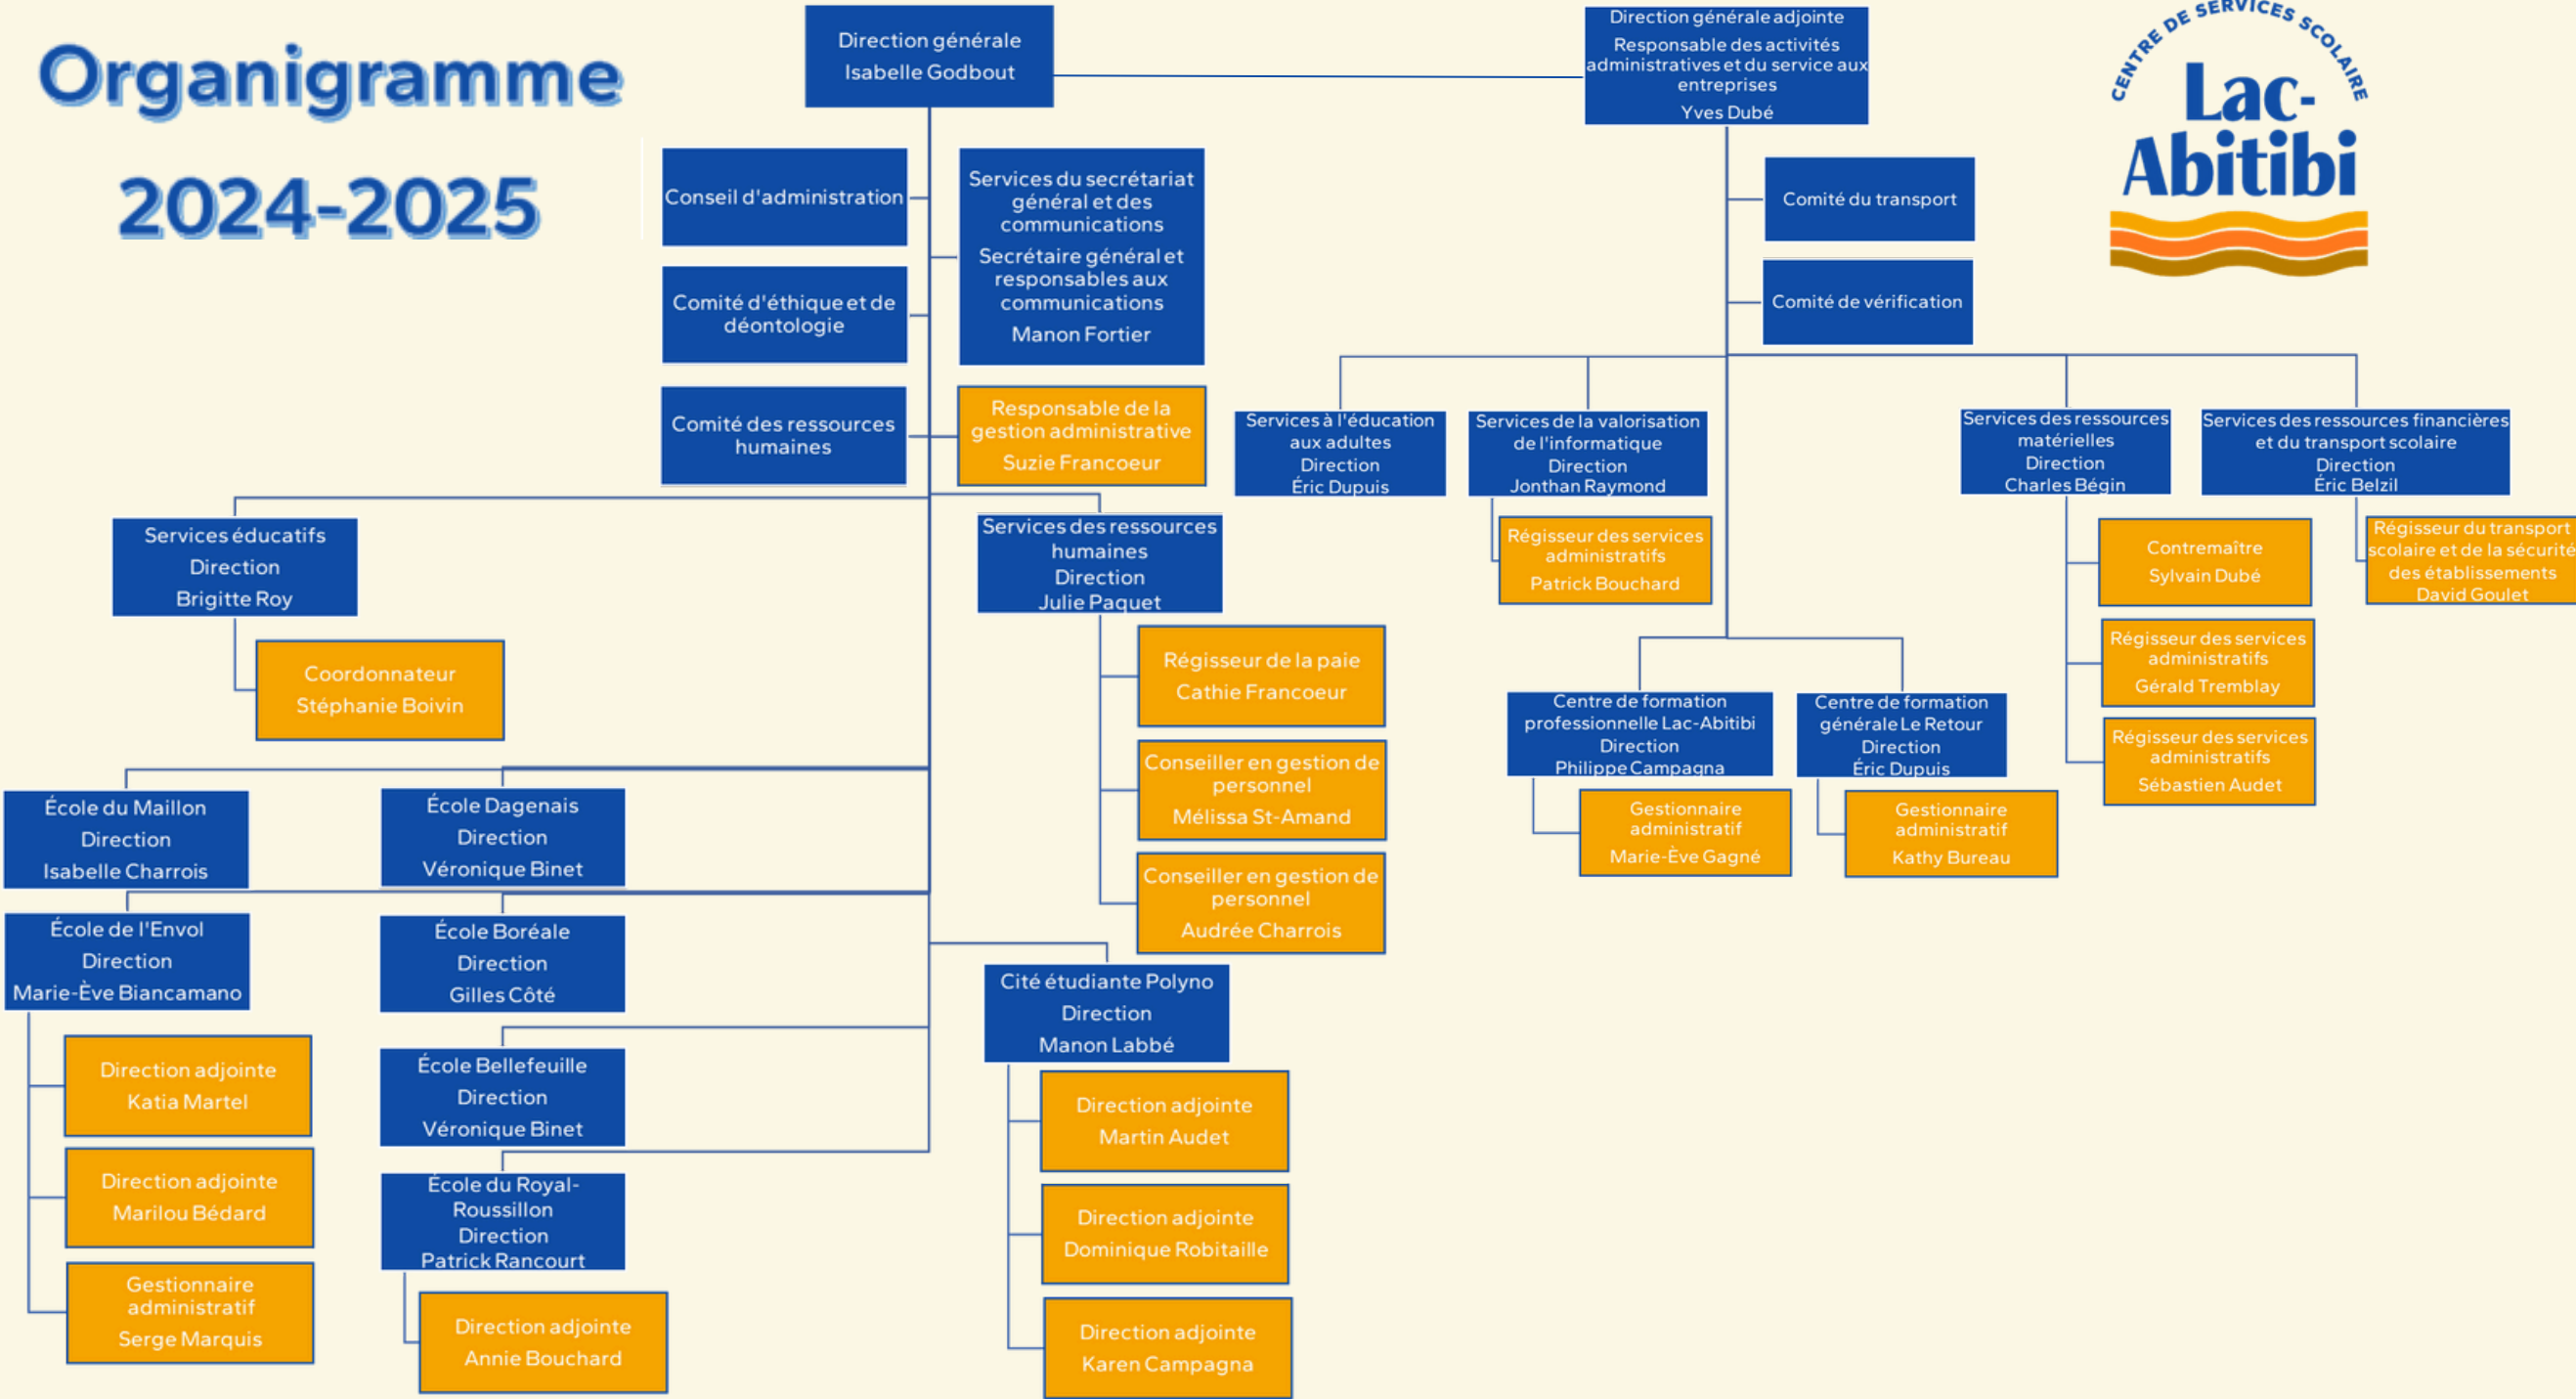 Organigramme
2024-2025
Direction générale
Isabelle Godbout
Direction générale adjointe
Responsable des activités
administratives et du service aux
entreprises
Yves Dubé
CENTRE DE SERVICES SCOLAIRE
Lac-
Abitibi
Conseil d'administration
Services du secrétariat
général et des
communications
Secrétaire général et
responsables aux
communications
Manon Fortier
Comité d'éthique et de
déontologie
Comité des ressources
humaines
Responsable de la
gestion administrative
Suzie Francoeur
Comité du transport
Comité de vérification
Services à l'éducation
aux adultes
Direction
Éric Dupuis
Services de la valorisation
de l'informatique
Direction
Jonthan Raymond
Régisseur des services
administratifs
Patrick Bouchard
Services des ressources
matérielles
Direction
Charles Bégin
Contremaître
Sylvain Dubé
Régisseur des services
administratifs
Gérald Tremblay
Régisseur des services
administratifs
Sébastien Audet
Services des ressources financières
et du transport scolaire
Direction
Éric Belzil
Régisseur du transport
scolaire et de la sécurité
des établissements
David Goulet
Centre de formation
professionnelle Lac-Abitibi
Direction
Philippe Campagna
Gestionnaire
administratif
Marie-Ève Gagné
Centre de formation
générale Le Retour
Direction
Éric Dupuis
Gestionnaire
administratif
Kathy Bureau
Services éducatifs
Direction
Brigitte Roy
Coordonnateur
Stéphanie Boivin
Services des ressources
humaines
Direction
Julie Paquet
Régisseur de la paie
Cathie Francoeur
Conseiller en gestion de
personnel
Mélissa St-Amand
Conseiller en gestion de
personnel
Audrée Charrois
École du Maillon
Direction
Isabelle Charrois
École Dagenais
Direction
Véronique Binet
École de l'Envol
Direction
Marie-Ève Biancamano
Direction adjointe
Katia Martel
Direction adjointe
Marilou Bédard
Gestionnaire
administratif
Serge Marquis
École Boréale
Direction
Gilles Côté
École Bellefeuille
Direction
Véronique Binet
École du Royal-
Roussillon
Direction
Patrick Rancourt
Direction adjointe
Annie Bouchard
Cité étudiante Polyno
Direction
Manon Labbé
Direction adjointe
Martin Audet
Direction adjointe
Dominique Robitaille
Direction adjointe
Karen Campagna